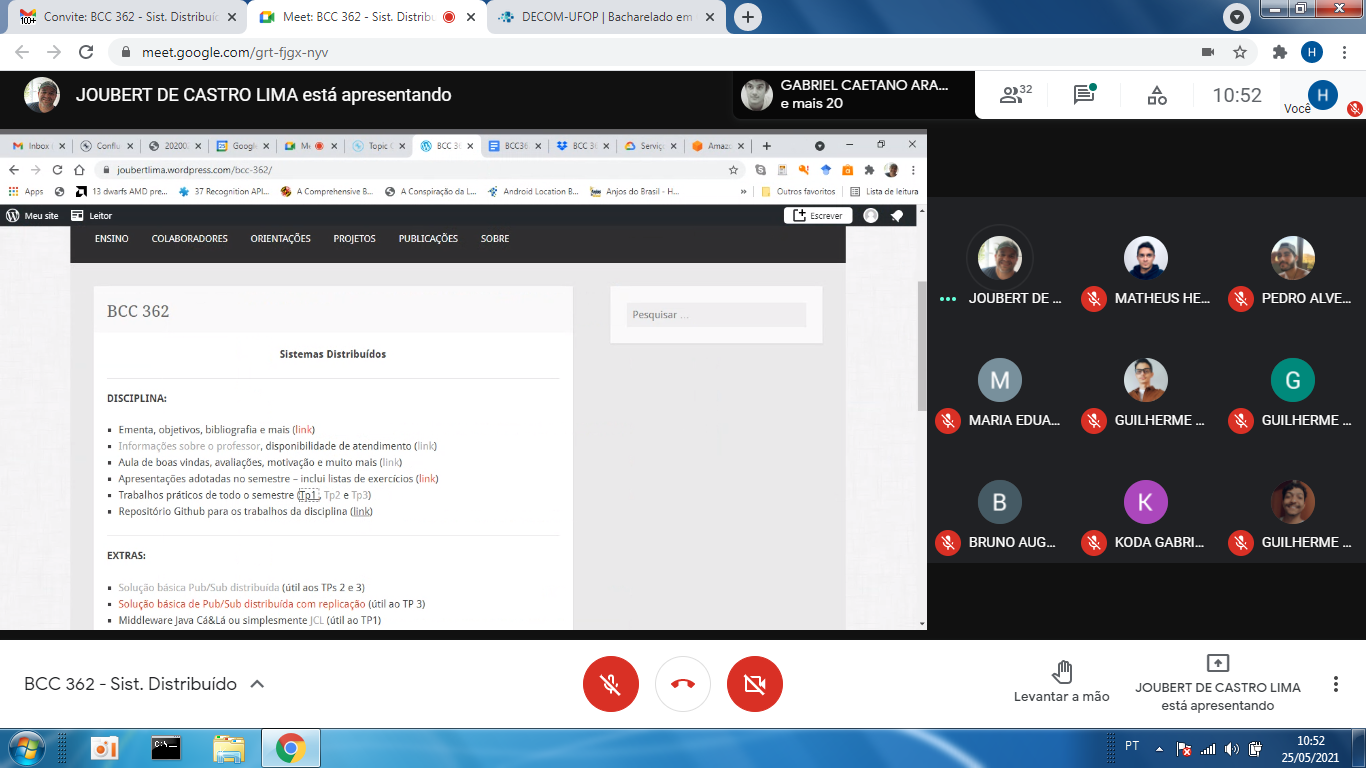 100+
Convite: BCC 362 - Sist. Distribuíd
Meet: BCC 362 - Sist. Distribu
DECOM-UFOP | Bacharelado em
meet.google.com/grt-fjgx-nyv
H
JOUBERT DE CASTRO LIMA está apresentando
GABRIEL CAETANO ARA...
e mais 20
32
10:52
Você
H
Inbox
Conflu
20200
Google
Me
Topic
BCC 3
BCC36
BCC 36
Serviç
Amaz
joubertlima.wordpress.com/bcc-362/
Apps
13 dwarfs AMD pre...
37 Recognition API...
A Comprehensive B...
A Conspiração da L...
Android Location B...
Anjos do Brasil - H...
»
Outros favoritos
Lista de leitura
Meu site
Leitor
Escrever
ENSINO
COLABORADORES
ORIENTAÇÕES
PROJETOS
PUBLICAÇÕES
SOBRE
BCC 362
Pesquisar ...
Sistemas Distribuídos
DISCIPLINA:
Ementa, objetivos, bibliografia e mais (link)
Informações sobre o professor, disponibilidade de atendimento (link)
Aula de boas vindas, avaliações, motivação e muito mais (link)
Apresentações adotadas no semestre – inclui listas de exercícios (link)
Trabalhos práticos de todo o semestre (Tp1, Tp2 e Tp3)
Repositório Github para os trabalhos da disciplina (link)
EXTRAS:
Solução básica Pub/Sub distribuída (útil aos TPs 2 e 3)
Solução básica de Pub/Sub distribuída com replicação (útil ao TP 3)
Middleware Java Cá&Lá ou simplesmente JCL (útil ao TP1)
JOUBERT DE ...
MATHEUS HE...
PEDRO ALVE...
M
G
MARIA EDUA...
GUILHERME ...
GUILHERME ...
B
K
BRUNO AUG...
KODA GABRI...
GUILHERME ...
BCC 362 - Sist. Distribuído
Levantar a mão
JOUBERT DE CASTRO LIMA
está apresentando
C:\_
PT
10:52
25/05/2021